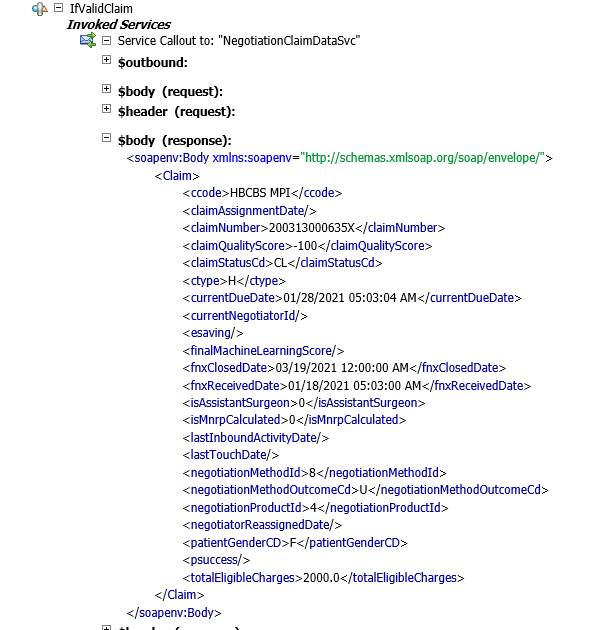 IfValidClaim
Invoked Services
Service Callout to: "NegotiationClaimDataSvc"
$outbound:
$body (request):
$header (request):
$body (response):
<soapenv:Body xmlns:soapenv="http://schemas.xmlsoap.org/soap/envelope/">
<Claim>
<ccode>HBCBS MPI</ccode>
<claimAssignmentDate/>
<claimNumber>200313000635X</claimNumber>
<claimQualityScore>-100</claimQualityScore>
<claimStatusCd>CL</claimStatusCd>
<ctype>H</ctype>
<currentDueDate>01/28/2021 05:03:04 AM</currentDueDate>
<currentNegotiatorId/>
<esaving/>
<finalMachineLearningScore/>
<fnxClosedDate>03/19/2021 12:00:00 AM</fnxClosedDate>
<fnxReceivedDate>01/18/2021 05:03:00 AM</fnxReceivedDate>
<isAssistantSurgeon>0</isAssistantSurgeon>
<isMnrpCalculated>0</isMnrpCalculated>
<lastInboundActivityDate/>
<lastTouchDate/>
<negotiationMethodId>8</negotiationMethodId>
<negotiationMethodOutcomeCd>U</negotiationMethodOutcomeCd>
<negotiationProductId>4</negotiationProductId>
<negotiatorReassignedDate/>
<patientGenderCD>F</patientGenderCD>
<psuccess/>
<totalEligibleCharges>2000.0</totalEligibleCharges>
</Claim>
</soapenv:Body>